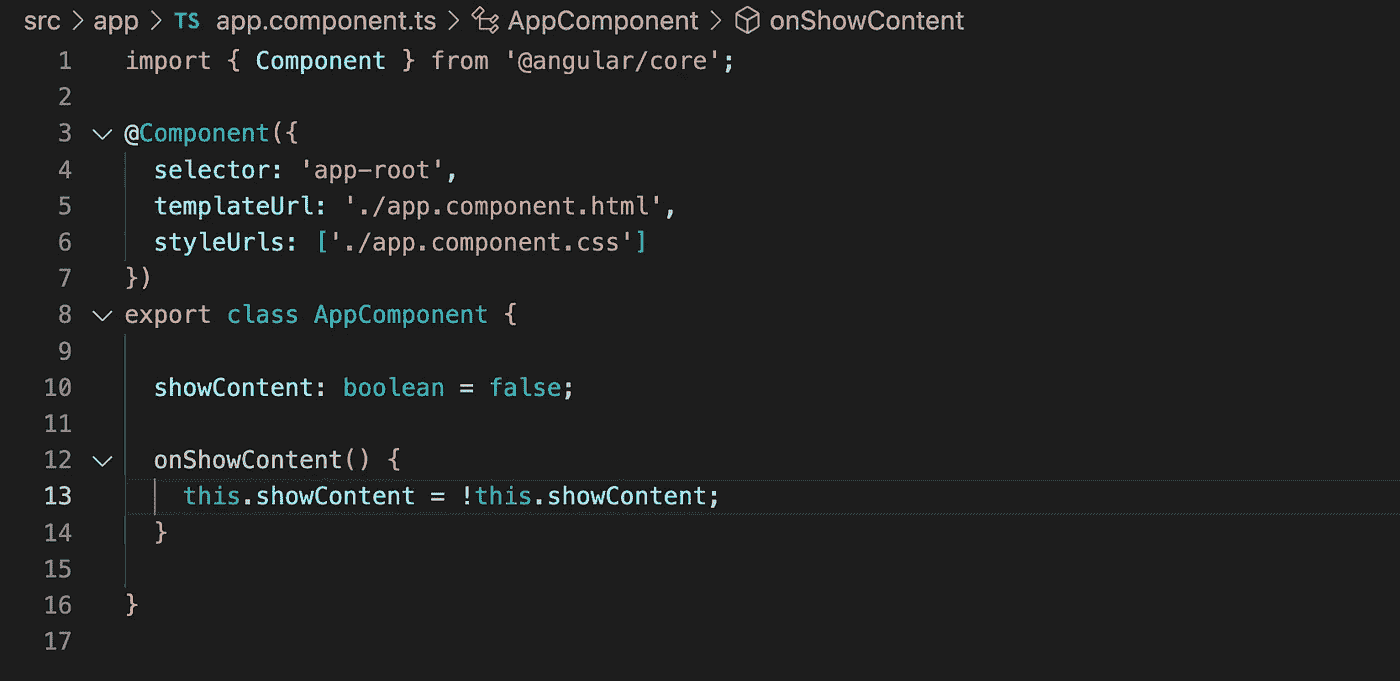 src > app > TS app.component.ts > AppComponent > onShowContent
1 import { Component } from '@angular/core';
2
3 @Component({
4   selector: 'app-root',
5   templateUrl: './app.component.html',
6   styleUrls: ['./app.component.css']
7 })
8 export class AppComponent {
9
10   showContent: boolean = false;
11
12   onShowContent() {
13     this.showContent = !this.showContent;
14   }
15
16 }
17